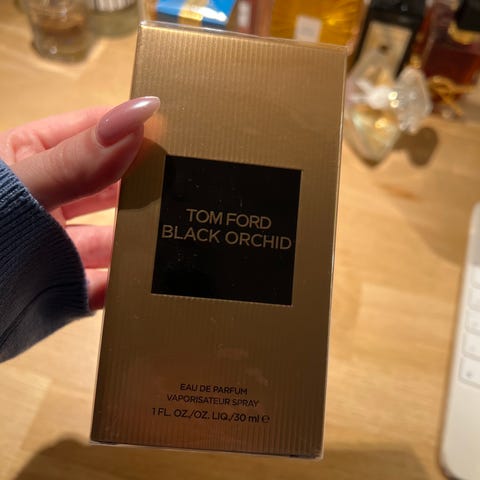 TOM FORD
BLACK ORCHID
EAU DE PARFUM
VAPORISATEUR SPRAY
1 FL. OZ./OZ. LIQ./30 ml ℮